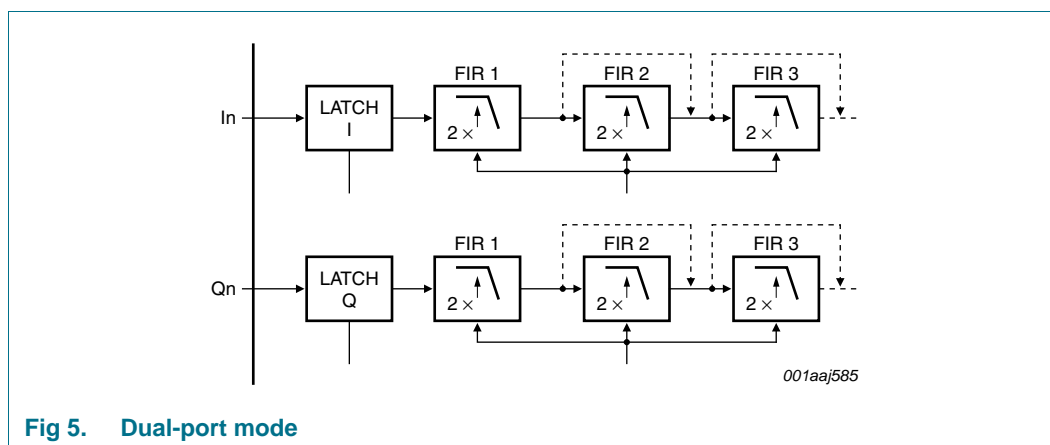 FIR 1 FIR 2 FIR 3
In LATCH I 2 × 2 × 2 ×
FIR 1 FIR 2 FIR 3
Qn LATCH Q 2 × 2 × 2 ×
001aaj585
Fig 5. Dual-port mode